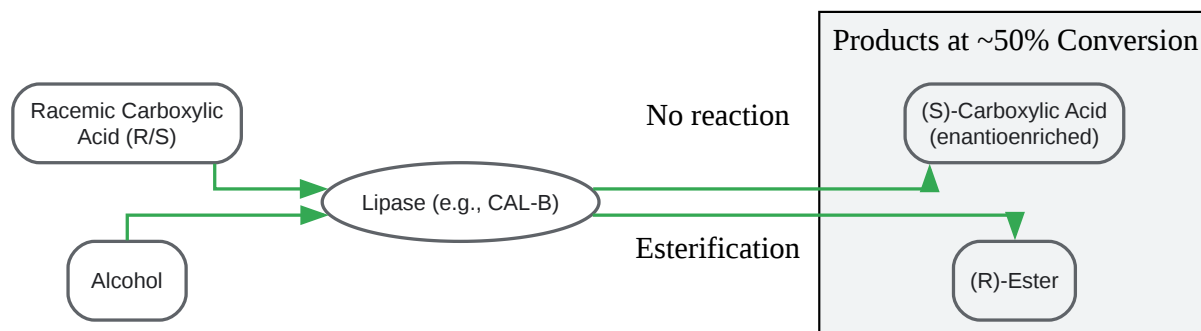 Products at ~50% Conversion
Racemic Carboxylic
Acid (R/S)
No reaction
(S)-Carboxylic Acid
(enantioenriched)
Lipase (e.g., CAL-B)
Esterification
Alcohol
(R)-Ester